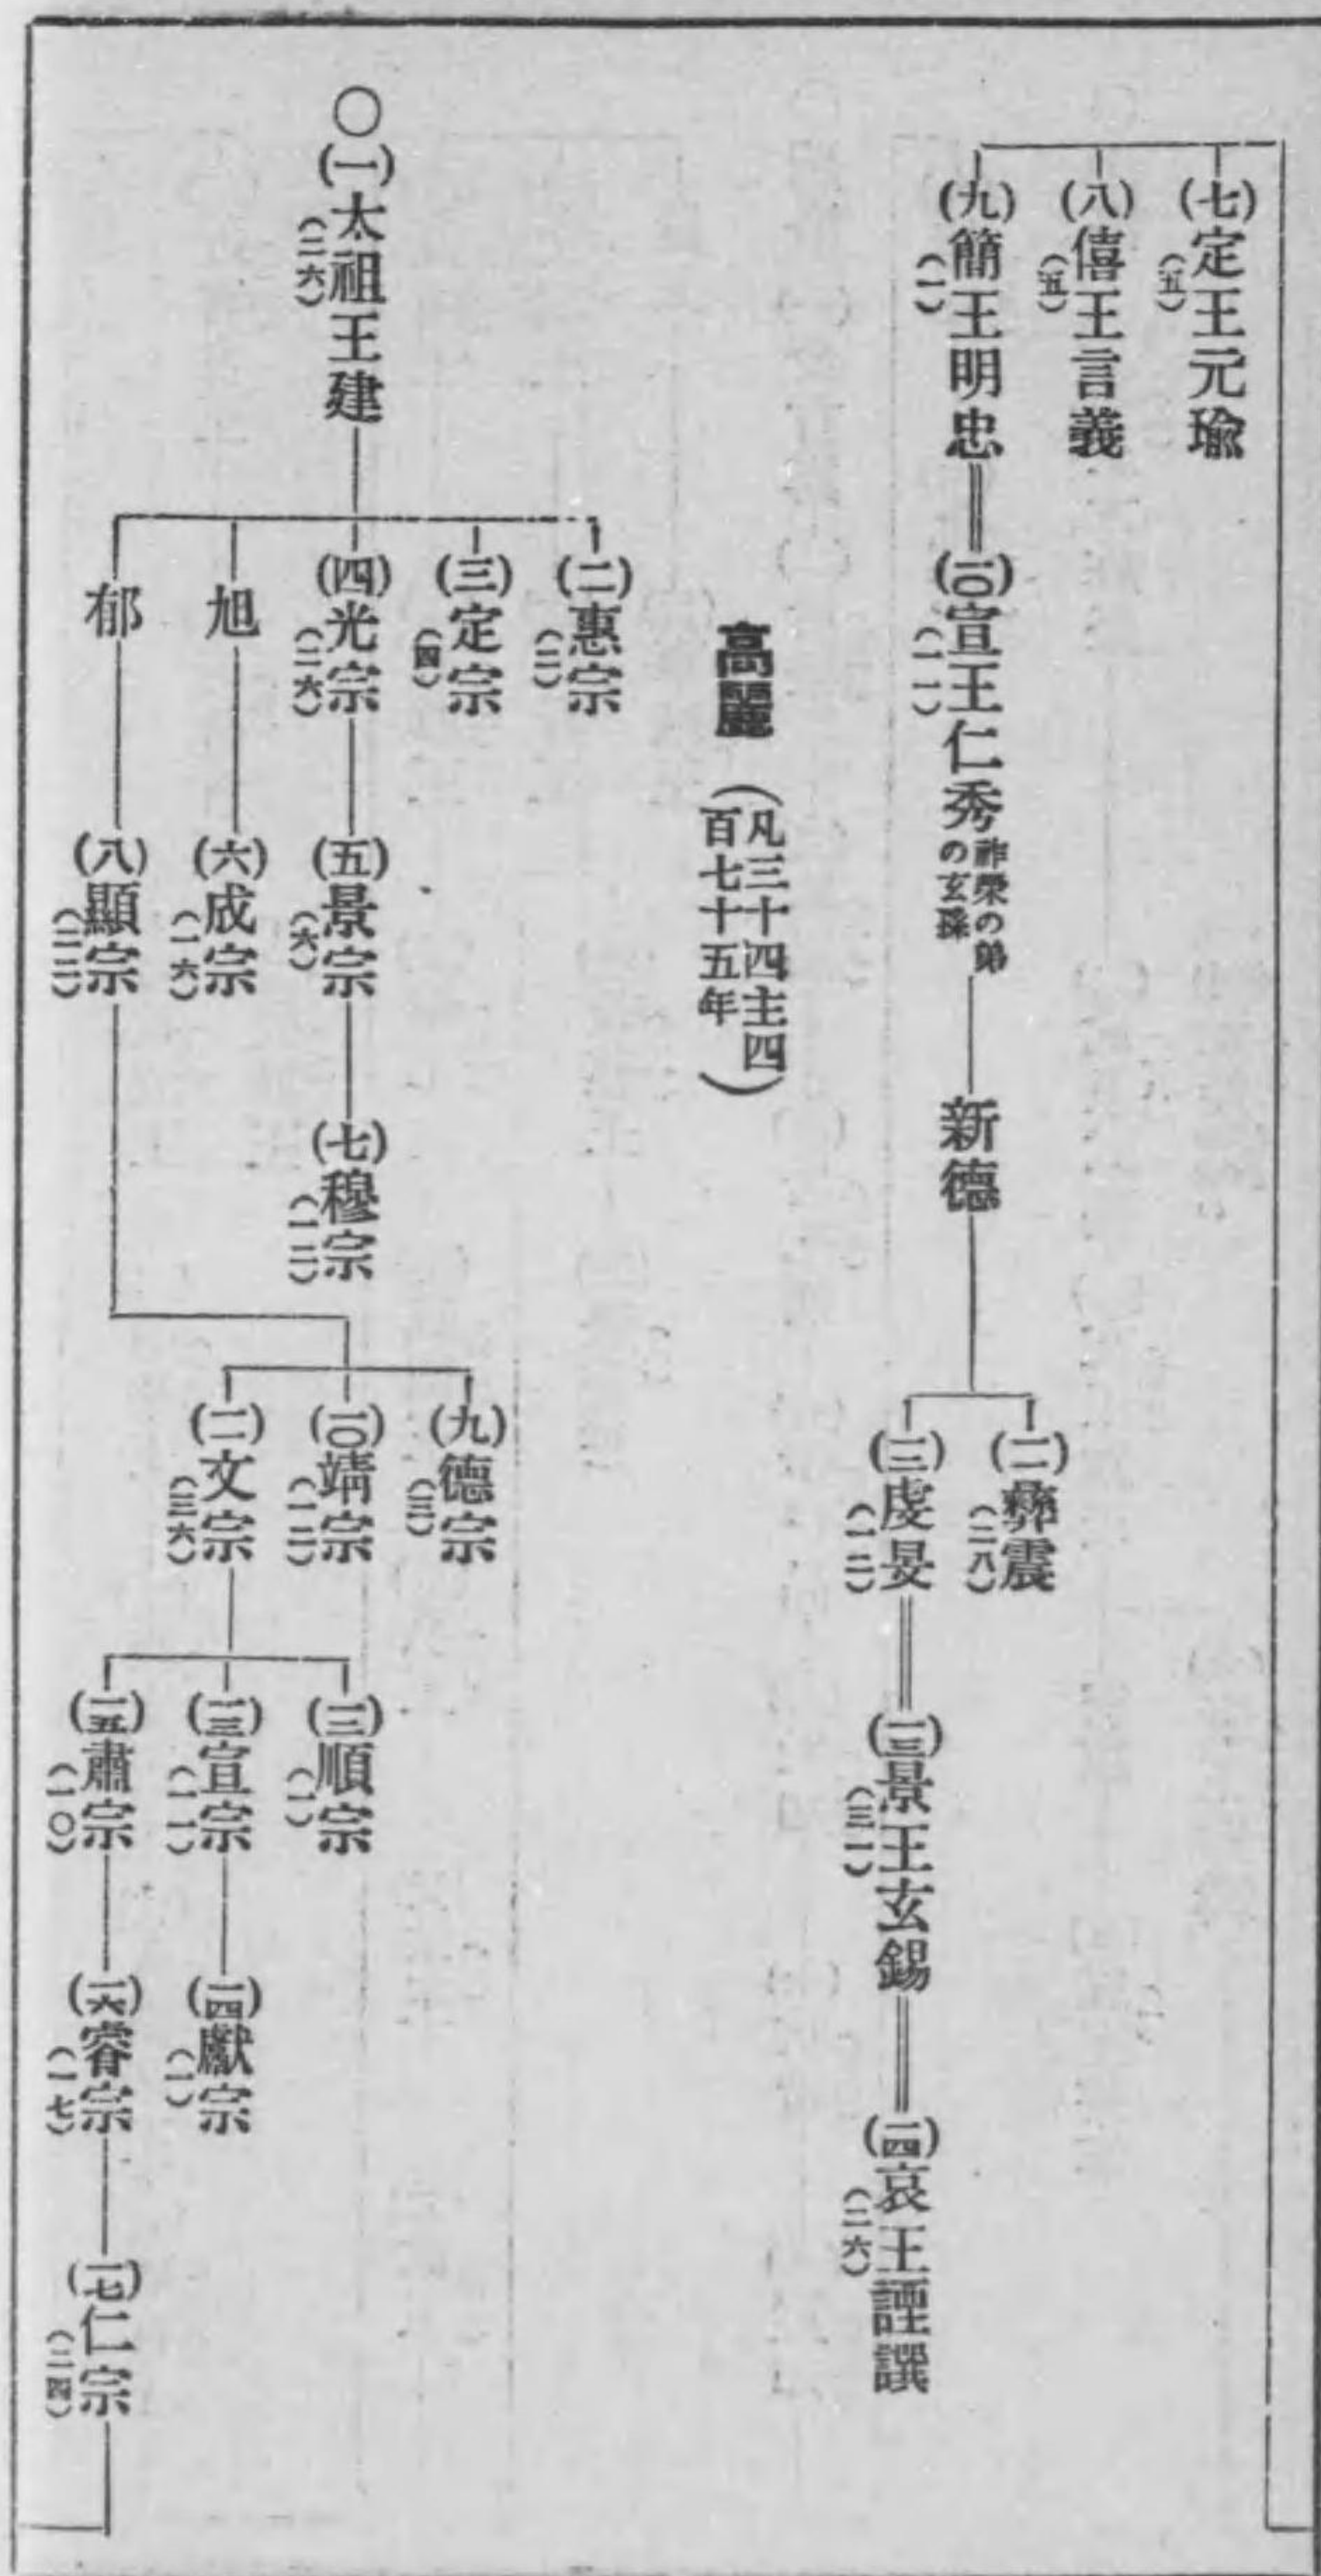 (七)定王元瑜
(五)
(八)僖王言義
(五)
(九)簡王明忠
(一)
(一〇)宣王仁秀
祚榮の弟
の玄孫
(一一)
新德
(一一)彝震
(二八)
(一二)虔晃
(一二)
(一三)景王玄錫
(三一)
(一四)哀王諲譔
(二六)
高麗
(凡三十四主四
百七十五年)
〇(一)太祖王建
(二六)
(二)惠宗
(二)
(三)定宗
(四)
(四)光宗
(二六)
(五)景宗
(六)
(七)穆宗
(一二)
旭
(六)成宗
(一六)
郁
(八)顯宗
(二二)
(九)德宗
(三)
(一〇)靖宗
(一二)
(一一)文宗
(三六)
(一二)順宗
(一)
(一三)宣宗
(一一)
(一四)獻宗
(一)
(一五)肅宗
(一〇)
(一六)睿宗
(一七)
(一七)仁宗
(二四)